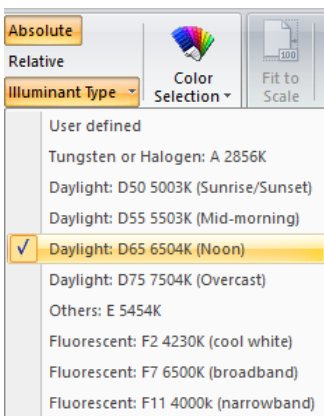 Absolute
Relative
Illuminant Type
Color
Selection
100
Fit to
Scale
User defined
Tungsten or Halogen: A 2856K
Daylight: D50 5003K (Sunrise/Sunset)
Daylight: D55 5503K (Mid-morning)
Daylight: D65 6504K (Noon)
Daylight: D75 7504K (Overcast)
Others: E 5454K
Fluorescent: F2 4230K (cool white)
Fluorescent: F7 6500K (broadband)
Fluorescent: F11 4000k (narrowband)